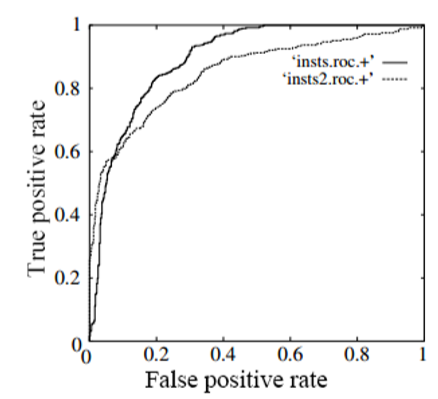 1
0.8
0.6
0.4
0.2
0
0 0.2 0.4 0.6 0.8 1
True positive rate
False positive rate
‘insts.roc.+’
‘insts2.roc.+’